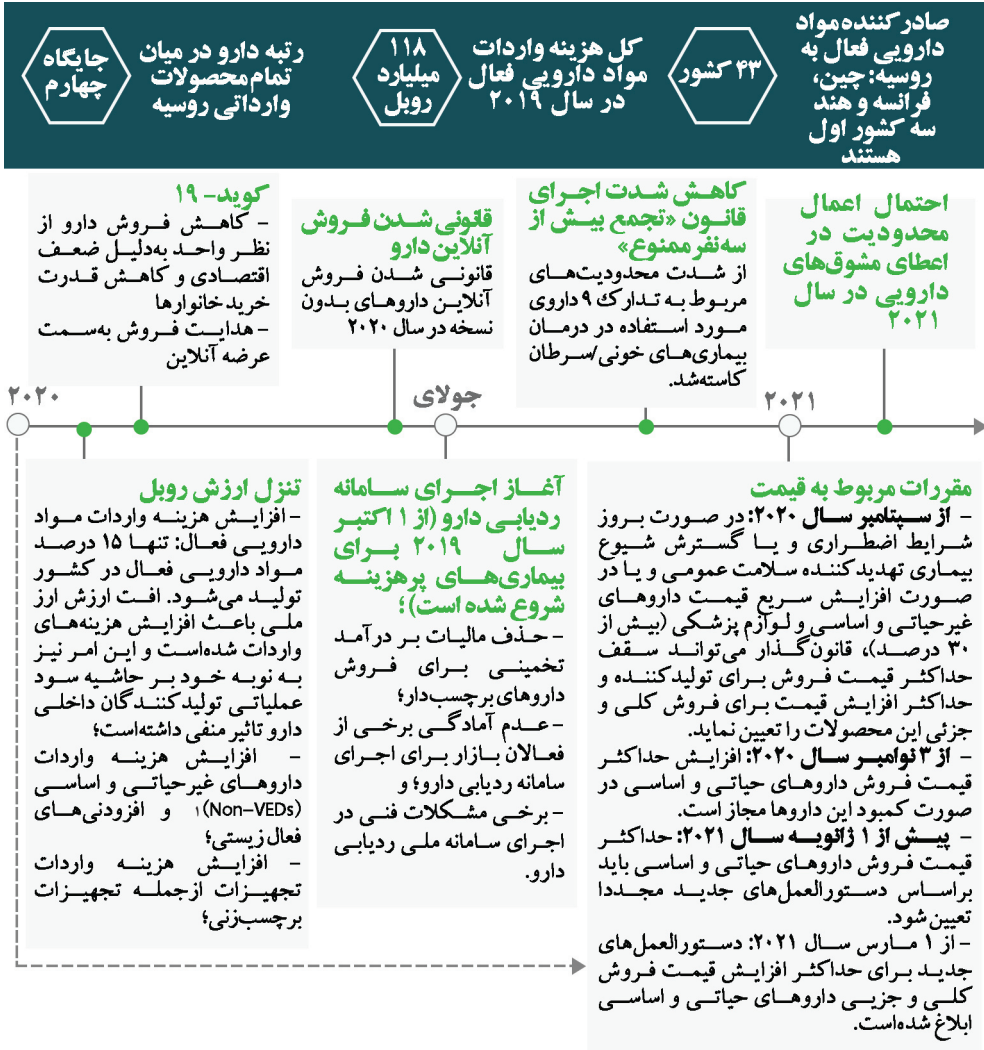 صادر کننده مواد
دارویی فعال به
روسیه: چین،
فرانسه و هند
سه کشور اول
هستند
۴۳ کشور
کل هزینه واردات
مواد دارویی فعال
در سال ۲۰۱۹
۱۱۸
میلیارد
روبل
رتبه دارو در میان
تمام محصولات
وارداتی روسیه
جایگاه
چهارم
احتمال اعمال
محدودیت در
اعطای مشوق‌های
دارویی در سال
۲۰۲۱
کاهش شدت اجرای
قانون «تجمع بیش از
سه‌نفر ممنوع»
از شدت محدودیت‌های
مربوط به تدارک ۹ داروی
مورد استفاده در درمان
بیماری‌های خونی/سرطان
کاسته‌شد.
قانونی شدن فروش
آنلاین دارو
قانونی شدن فروش
آنلاین داروهای بدون
نسخه در سال ۲۰۲۰
کوید- ۱۹
- کاهش فروش دارو از
نظر واحد به‌دلیل ضعف
اقتصادی و کاهش قدرت
خرید خانوارها
- هدایت فروش به‌سمت
عرضه آنلاین
۲۰۲۰
جولای
۲۰۲۱
مقررات مربوط به قیمت
- از سپتامبر سال ۲۰۲۰: در صورت بروز
شرایط اضطراری و یا گسترش شیوع
بیماری تهدیدکننده سلامت عمومی و یا در
صورت افزایش سریع قیمت داروهای
غیرحیاتی و اساسی و لوازم پزشکی (بیش از
۳۰ درصد)، قانون‌گذار می‌تواند سقف
حداکثر قیمت فروش برای تولیدکننده و
حداکثر افزایش قیمت برای فروش کلی و
جزئی این محصولات را تعیین نماید.
- از ۳ نوامبر سال ۲۰۲۰: افزایش حداکثر
قیمت فروش داروهای حیاتی و اساسی در
صورت کمبود این داروها مجاز است.
- پیش از ۱ ژانویه سال ۲۰۲۱: حداکثر
قیمت فروش داروهای حیاتی و اساسی باید
براساس دستورالعمل‌های جدید مجددا
تعیین شود.
- از ۱ مارس سال ۲۰۲۱: دستورالعمل‌های
جدید برای حداکثر افزایش قیمت فروش
کلی و جزیی داروهای حیاتی و اساسی
ابلاغ شده‌است.
آغاز اجرای سامانه
ردیابی دارو (از ۱ اکتبر
سال ۲۰۱۹ برای
بیماری‌های پرهزینه
شروع شده است)؛
- حذف مالیات بر درآمد
تخمینی برای فروش
داروهای برچسب‌دار؛
- عدم آمادگی برخی از
فعالان بازار برای اجرای
سامانه ردیابی دارو؛ و
- برخی مشکلات فنی در
اجرای سامانه ملی ردیابی
دارو.
تنزل ارزش روبل
- افزایش هزینه واردات مواد
دارویی فعال: تنها ۱۵ درصد
مواد دارویی فعال در کشور
تولید می‌شود. افت ارزش ارز
ملی باعث افزایش هزینه‌های
واردات شده‌است و این امر نیز
به نوبه خود بر حاشیه سود
عملیاتی تولیدکنندگان داخلی
دارو تاثیر منفی داشته‌است؛
- افزایش هزینه واردات
داروهای غیرحیاتی و اساسی
(Non-VEDs)۱ و افزودنی‌های
فعال زیستی؛
- افزایش هزینه واردات
تجهیزات ازجمله تجهیزات
برچسب‌زنی؛